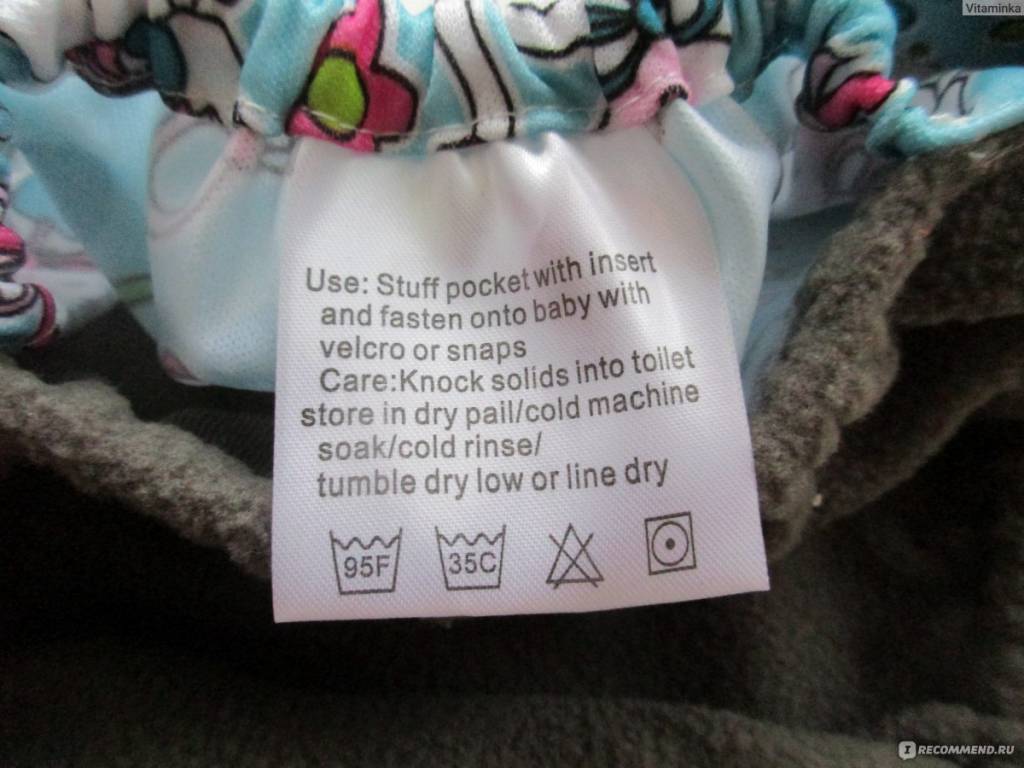 Vitaminka
Use: Stuff pocket with insert
and fasten onto baby with
velcro or snaps
Care:Knock solids into toilet
store in dry pail/cold machine
soak/cold rinse/
tumble dry low or line dry
95F 35C
RECOMMEND.RU